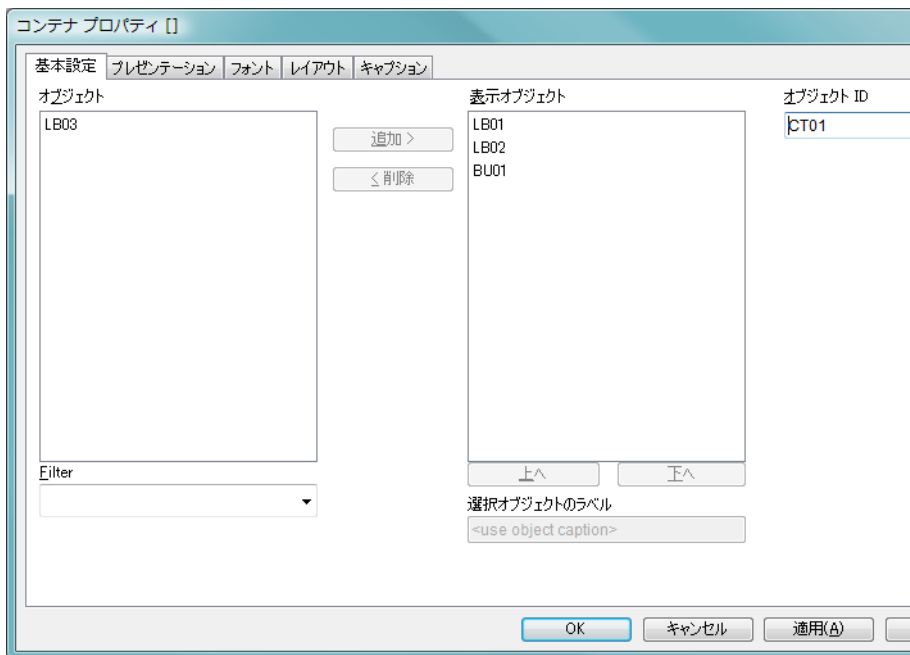 コンテナ プロパティ []
基本設定 プレゼンテーション フォント レイアウト キャプション
オブジェクト
LB03
追加 >
< 削除
表示オブジェクト
LB01
LB02
BU01
オブジェクト ID
CT01
Filter
上へ 下へ
選択オブジェクトのラベル
<use object caption>
OK キャンセル 適用(A)